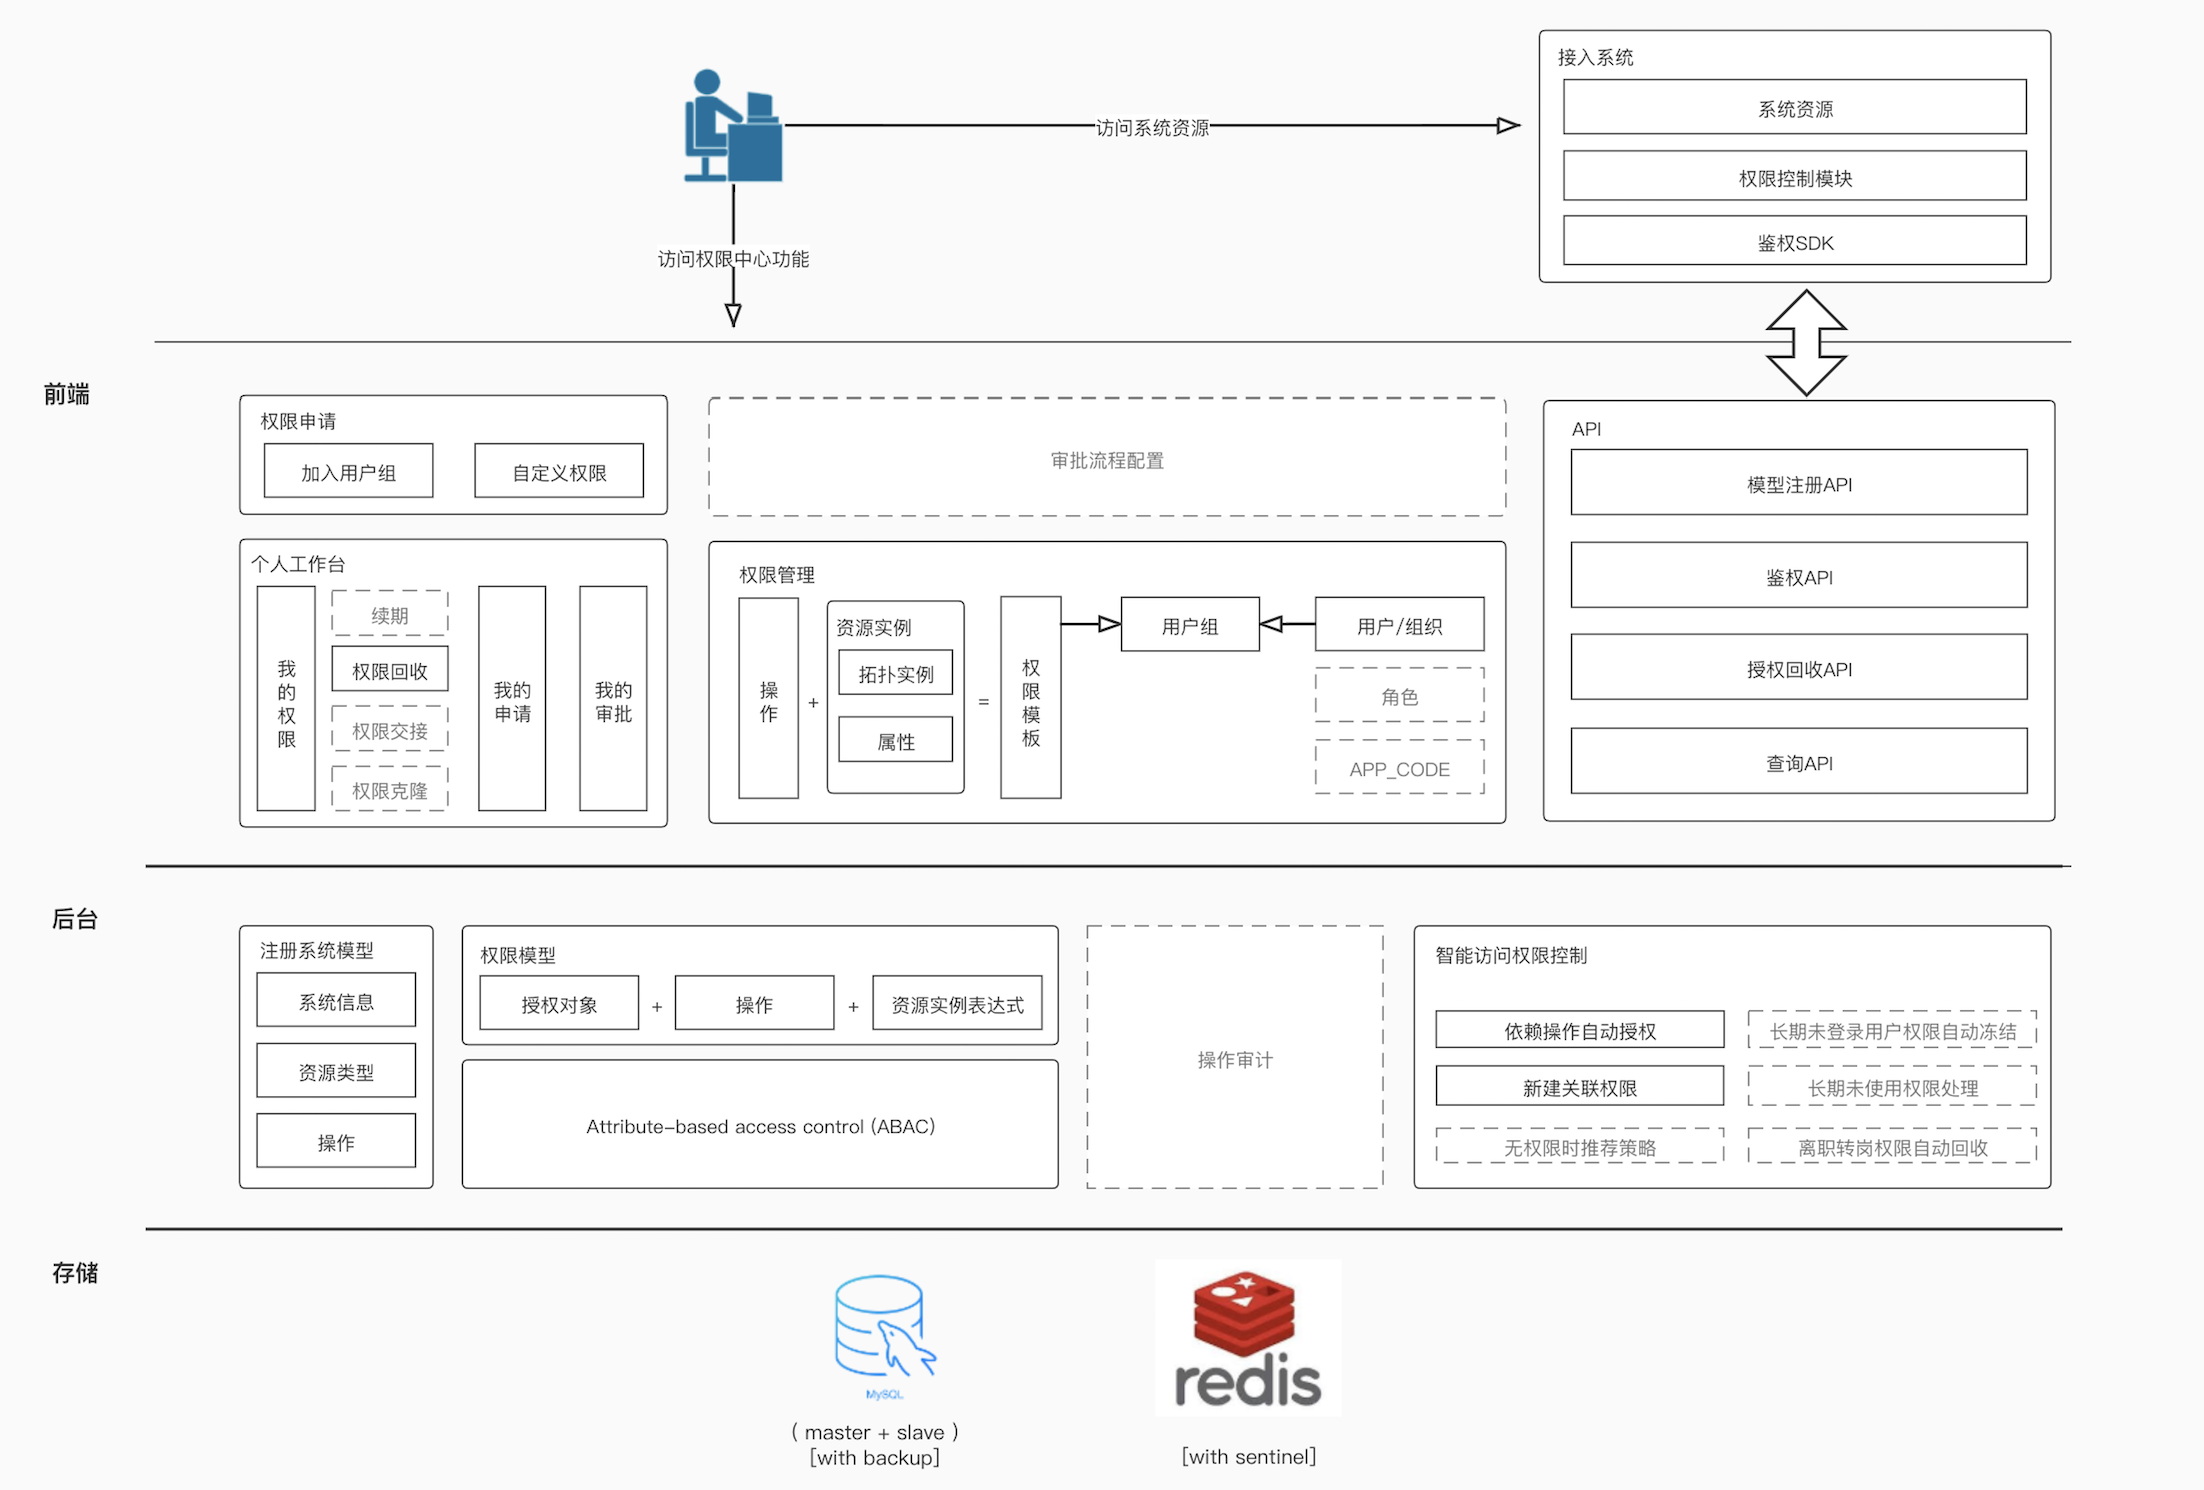 接入系统
系统资源
权限控制模块
鉴权SDK
访问系统资源
访问权限中心功能
前端
权限申请
加入用户组
自定义权限
审批流程配置
API
模型注册API
鉴权API
授权回收API
查询API
个人工作台
我的权限
续期
权限回收
权限交接
权限克隆
我的
申请
我的
审批
权限管理
操作
+
资源实例
拓扑实例
属性
=
权限模板
用户组
用户/组织
角色
APP_CODE
后台
注册系统模型
系统信息
资源类型
操作
权限模型
授权对象
+
操作
+
资源实例表达式
Attribute-based access control (ABAC)
操作审计
智能访问权限控制
依赖操作自动授权
长期未登录用户权限自动冻结
新建关联权限
长期未使用权限处理
无权限时推荐策略
离职转岗权限自动回收
存储
MySQL
( master + slave )
[with backup]
redis
[with sentinel]